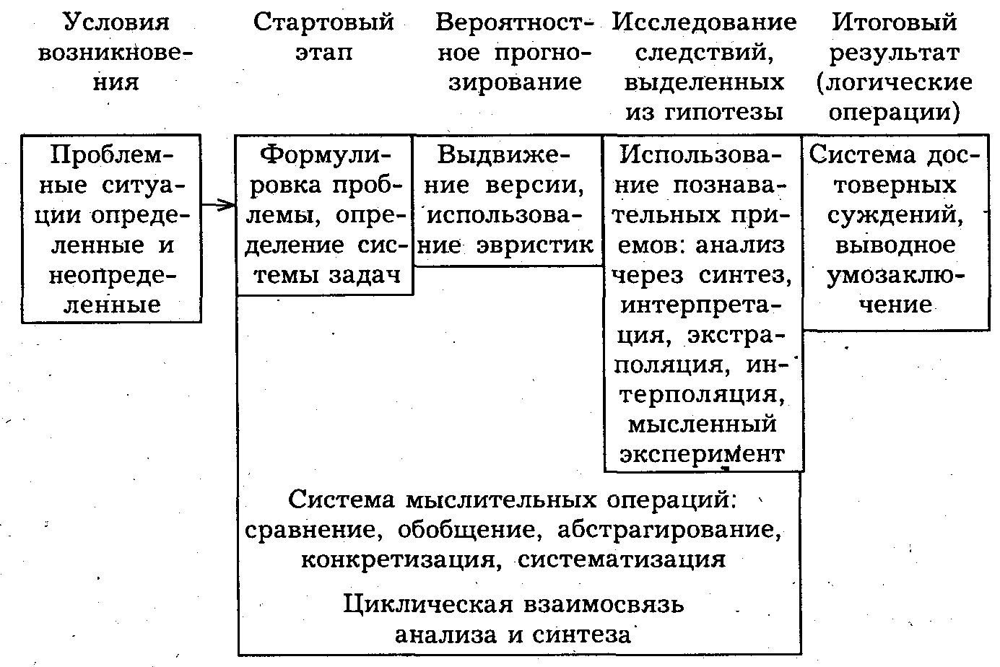 Условия
возникнове-
ния
Стартовый
этап
Вероятност-
ное прогно-
зирование
Исследование
следствий,
выделенных
из гипотезы
Итоговый
результат
(логические
операции)
Проблем-
ные ситуа-
ции опреде-
ленные и
неопреде-
ленные
Формули-
ровка проб-
лемы, опре-
деление сис-
темы задач
Выдвиже-
ние версии,
использова-
ние эвристик
Использова-
ние познава-
тельных при-
емов: анализ
через синтез,
интерпрета-
ция, экстра-
поляция, ин-
терполяция,
мысленный
эксперимент
Система дос-
товерных
суждений,
выводное
умозаклю-
чение
Система мыслительных операций:
сравнение, обобщение, абстрагирование,
конкретизация, систематизация
Циклическая взаимосвязь
анализа и синтеза